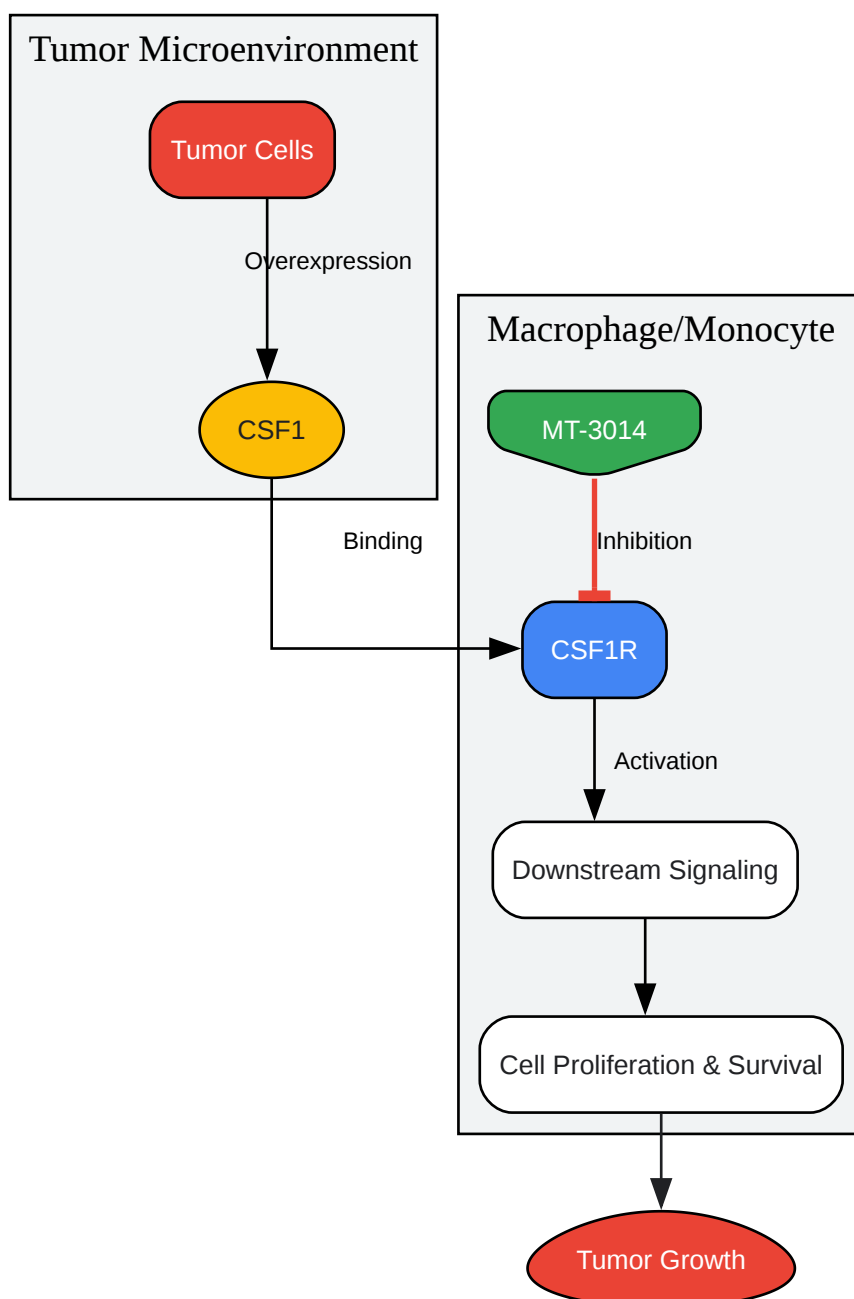 Tumor Microenvironment
Tumor Cells
Overexpression
CSF1
Binding
Macrophage/Monocyte
MT-3014
Inhibition
CSF1R
Activation
Downstream Signaling
Cell Proliferation & Survival
Tumor Growth